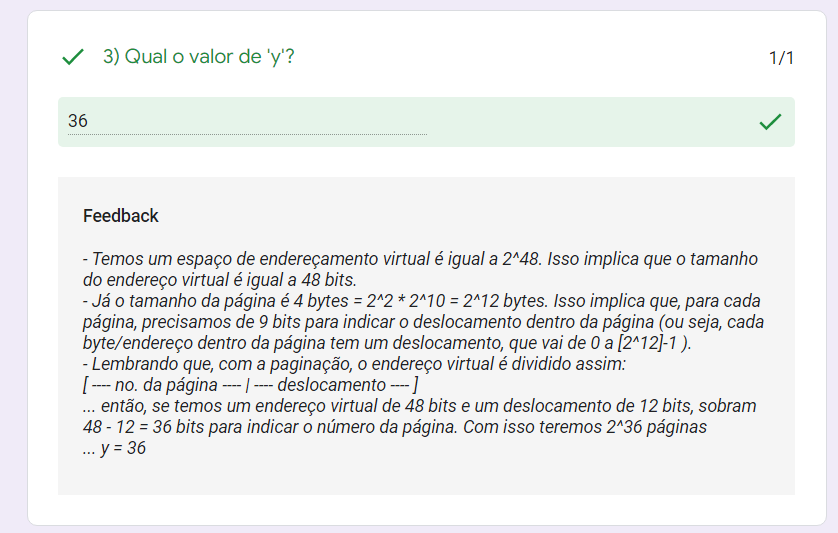 3) Qual o valor de 'y'?
1/1
36
Feedback
- Temos um espaço de endereçamento virtual é igual a 2^48. Isso implica que o tamanho
do endereço virtual é igual a 48 bits.
- Já o tamanho da página é 4 bytes = 2^2 * 2^10 = 2^12 bytes. Isso implica que, para cada
página, precisamos de 9 bits para indicar o deslocamento dentro da página (ou seja, cada
byte/endereço dentro da página tem um deslocamento, que vai de 0 a [2^12]-1 ).
- Lembrando que, com a paginação, o endereço virtual é dividido assim:
[ ---- no. da página ---- | ---- deslocamento ---- ]
... então, se temos um endereço virtual de 48 bits e um deslocamento de 12 bits, sobram
48 - 12 = 36 bits para indicar o número da página. Com isso teremos 2^36 páginas
... y = 36